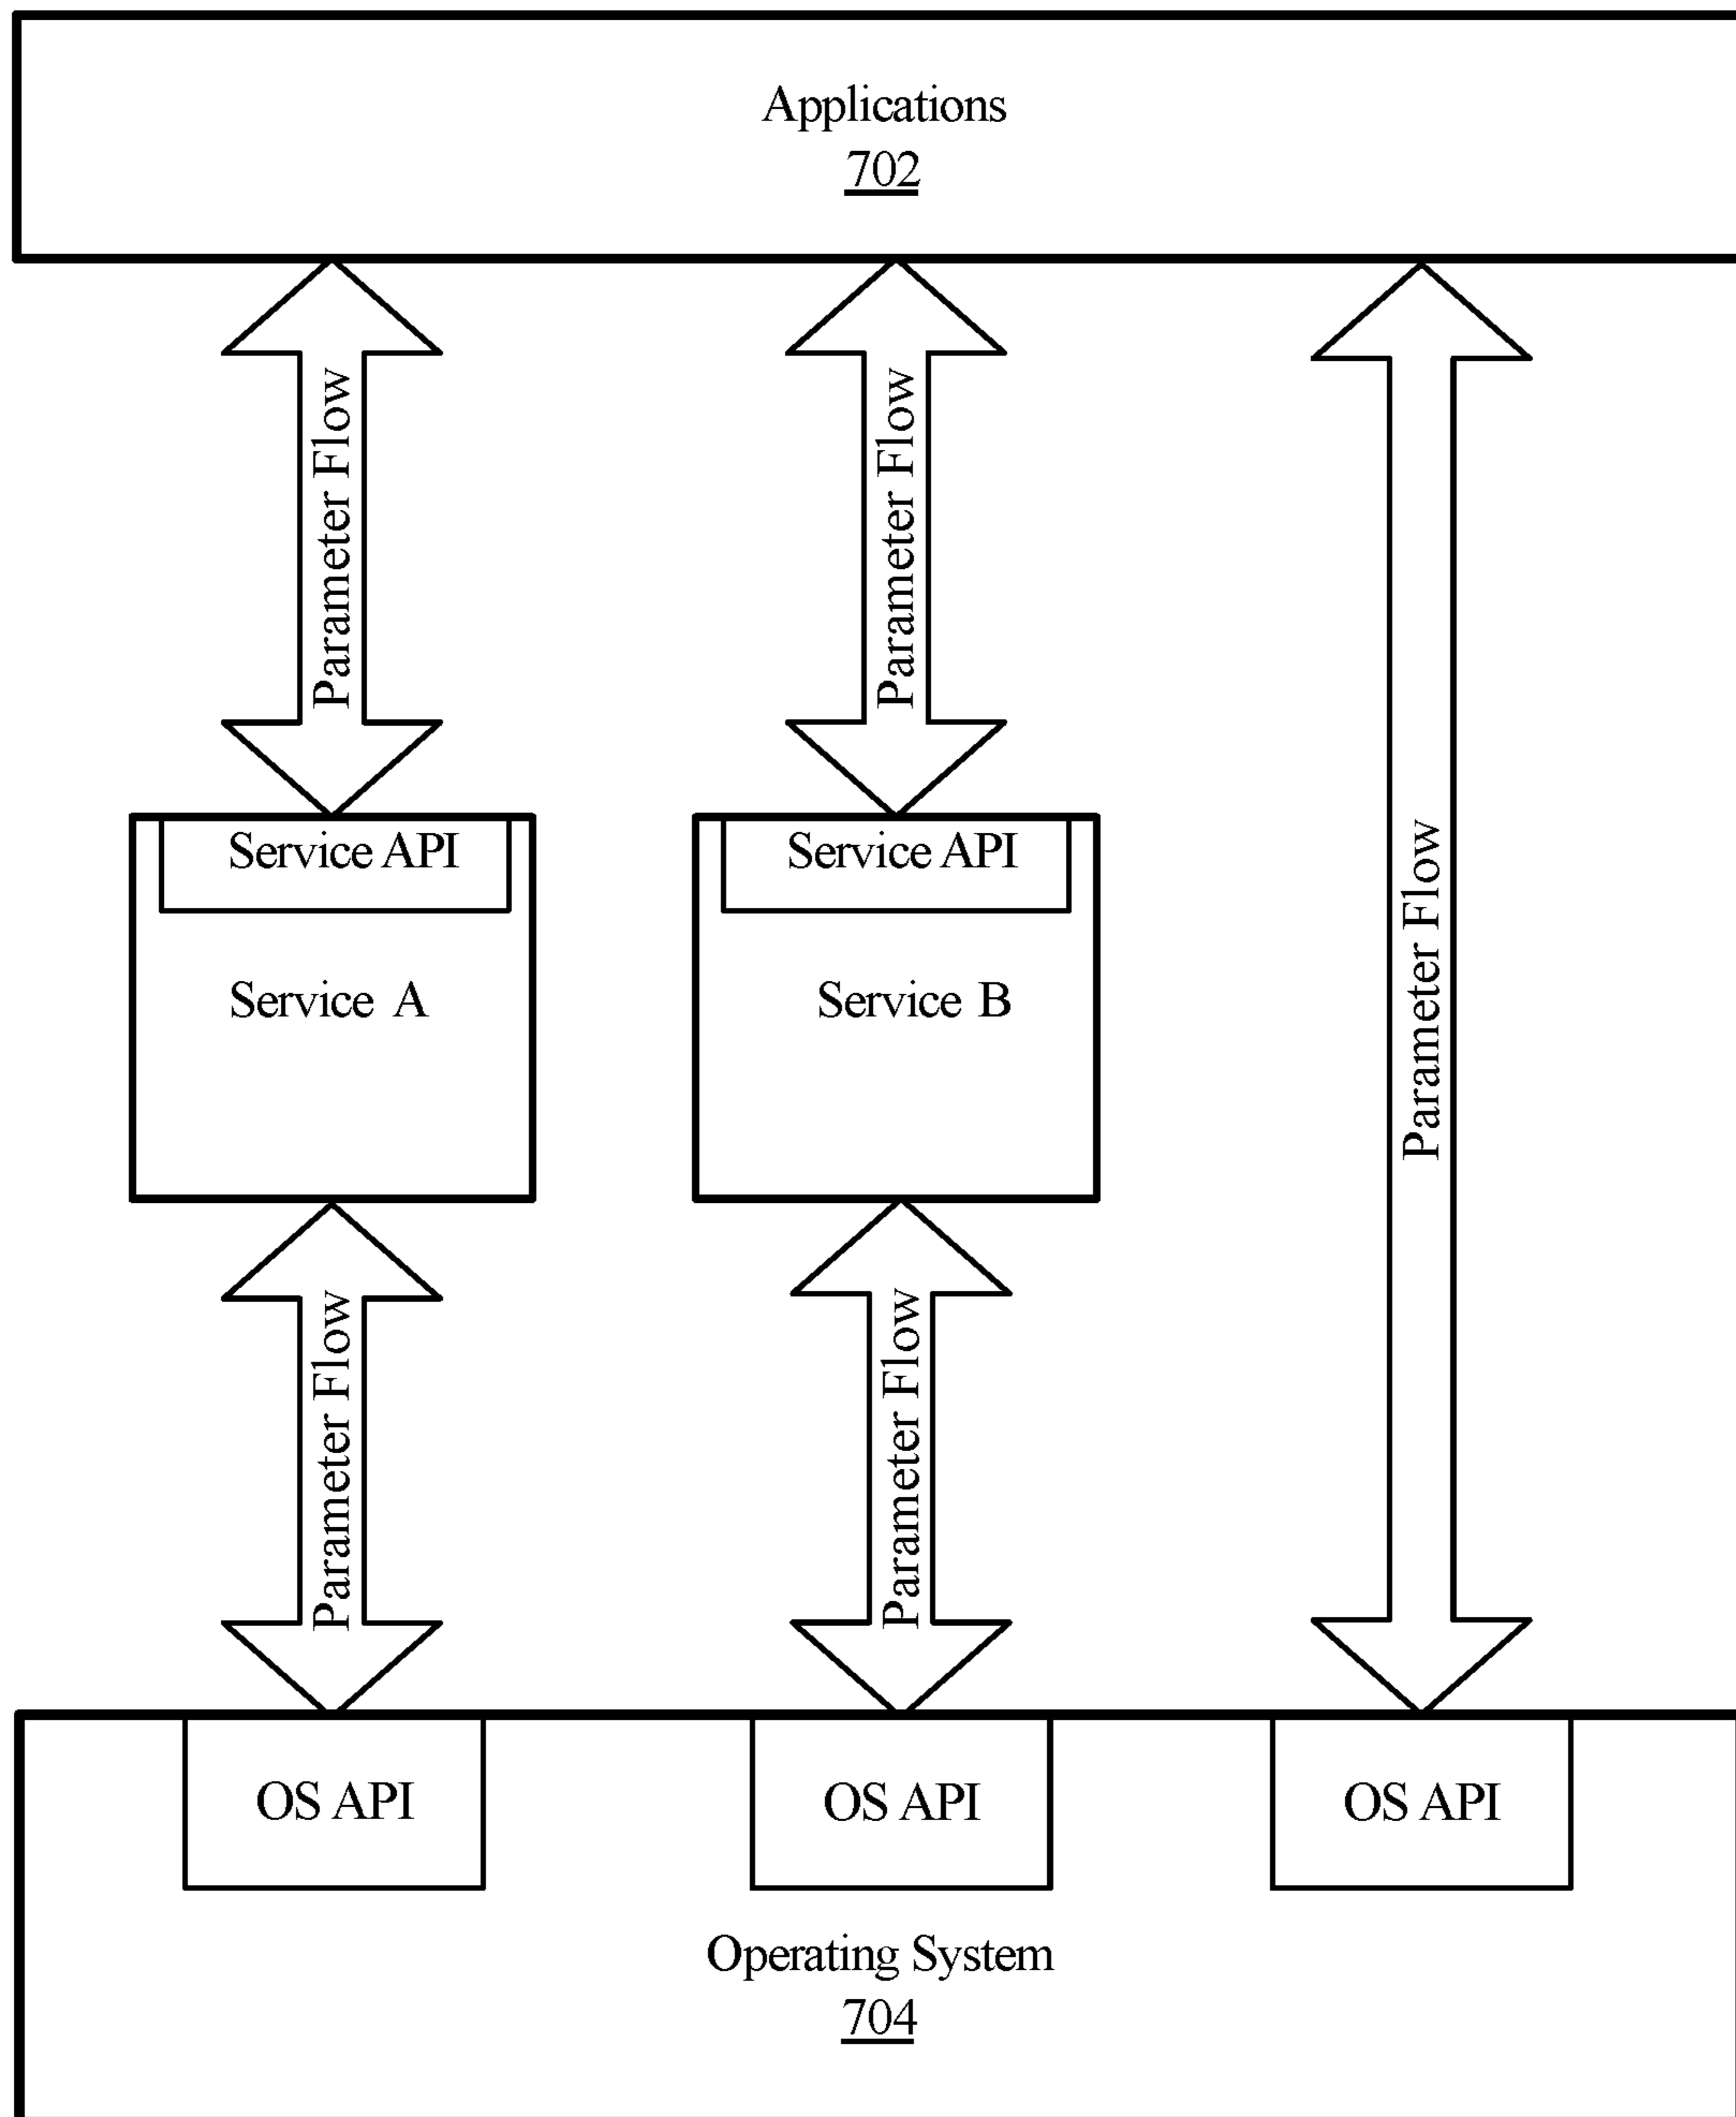 Applications
702
Parameter Flow
Parameter Flow
Parameter Flow
Service API
Service API
Service A
Service B
Parameter Flow
Parameter Flow
OS API
OS API
OS API
Operating System
704